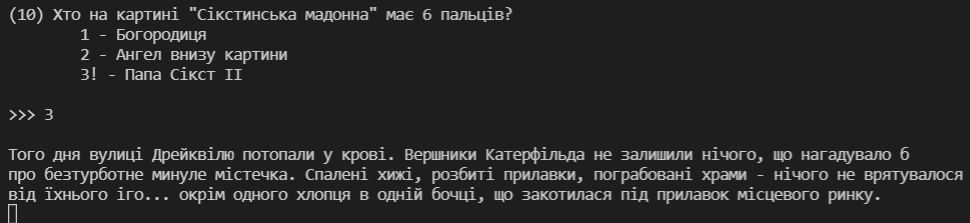 (10) Хто на картині "Сікстинська мадонна" має 6 пальців?
1 - Богородиця
2 - Ангел внизу картини
3! - Папа Сікст II
>>> 3
Того дня вулиці Дрейквілю потопали у крові. Вершники Катерфільда не залишили нічого, що нагадувало б
про безтурботне минуле містечка. Спалені хижі, розбиті прилавки, пограбовані храми - нічого не врятувалося
від їхнього іго... окрім одного хлопця в одній бочці, що закотилася під прилавок місцевого ринку.